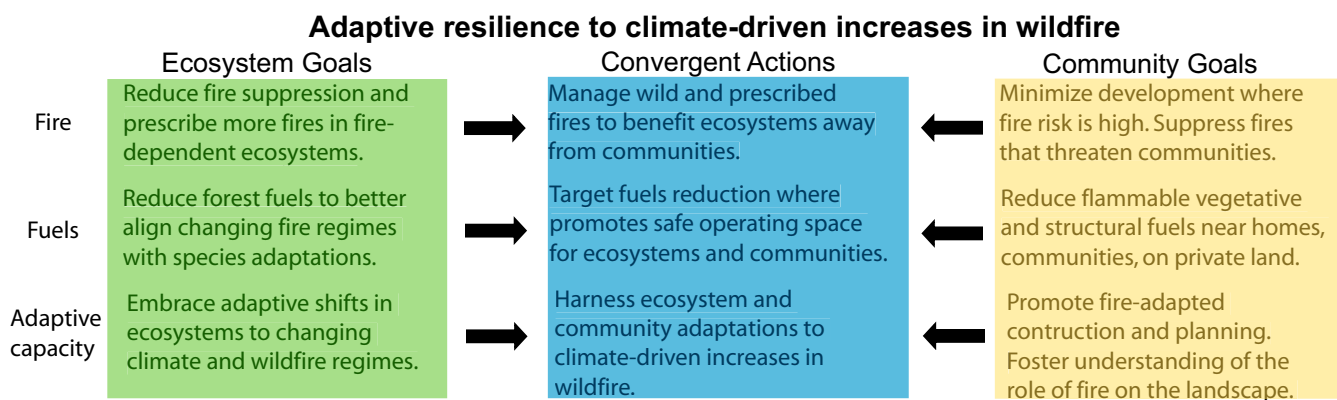 Adaptive resilience to climate-driven increases in wildfire
Ecosystem Goals
Convergent Actions
Community Goals
Fire
Reduce fire suppression and
prescribe more fires in fire-
dependent ecosystems.
Manage wild and prescribed
fires to benefit ecosystems away
from communities.
Minimize development where
fire risk is high. Suppress fires
that threaten communities.
Fuels
Reduce forest fuels to better
align changing fire regimes
with species adaptations.
Target fuels reduction where
promotes safe operating space
for ecosystems and communities.
Reduce flammable vegetative
and structural fuels near homes,
communities, on private land.
Adaptive
capacity
Embrace adaptive shifts in
ecosystems to changing
climate and wildfire regimes.
Harness ecosystem and
community adaptations to
climate-driven increases in
wildfire.
Promote fire-adapted
contruction and planning.
Foster understanding of the
role of fire on the landscape.